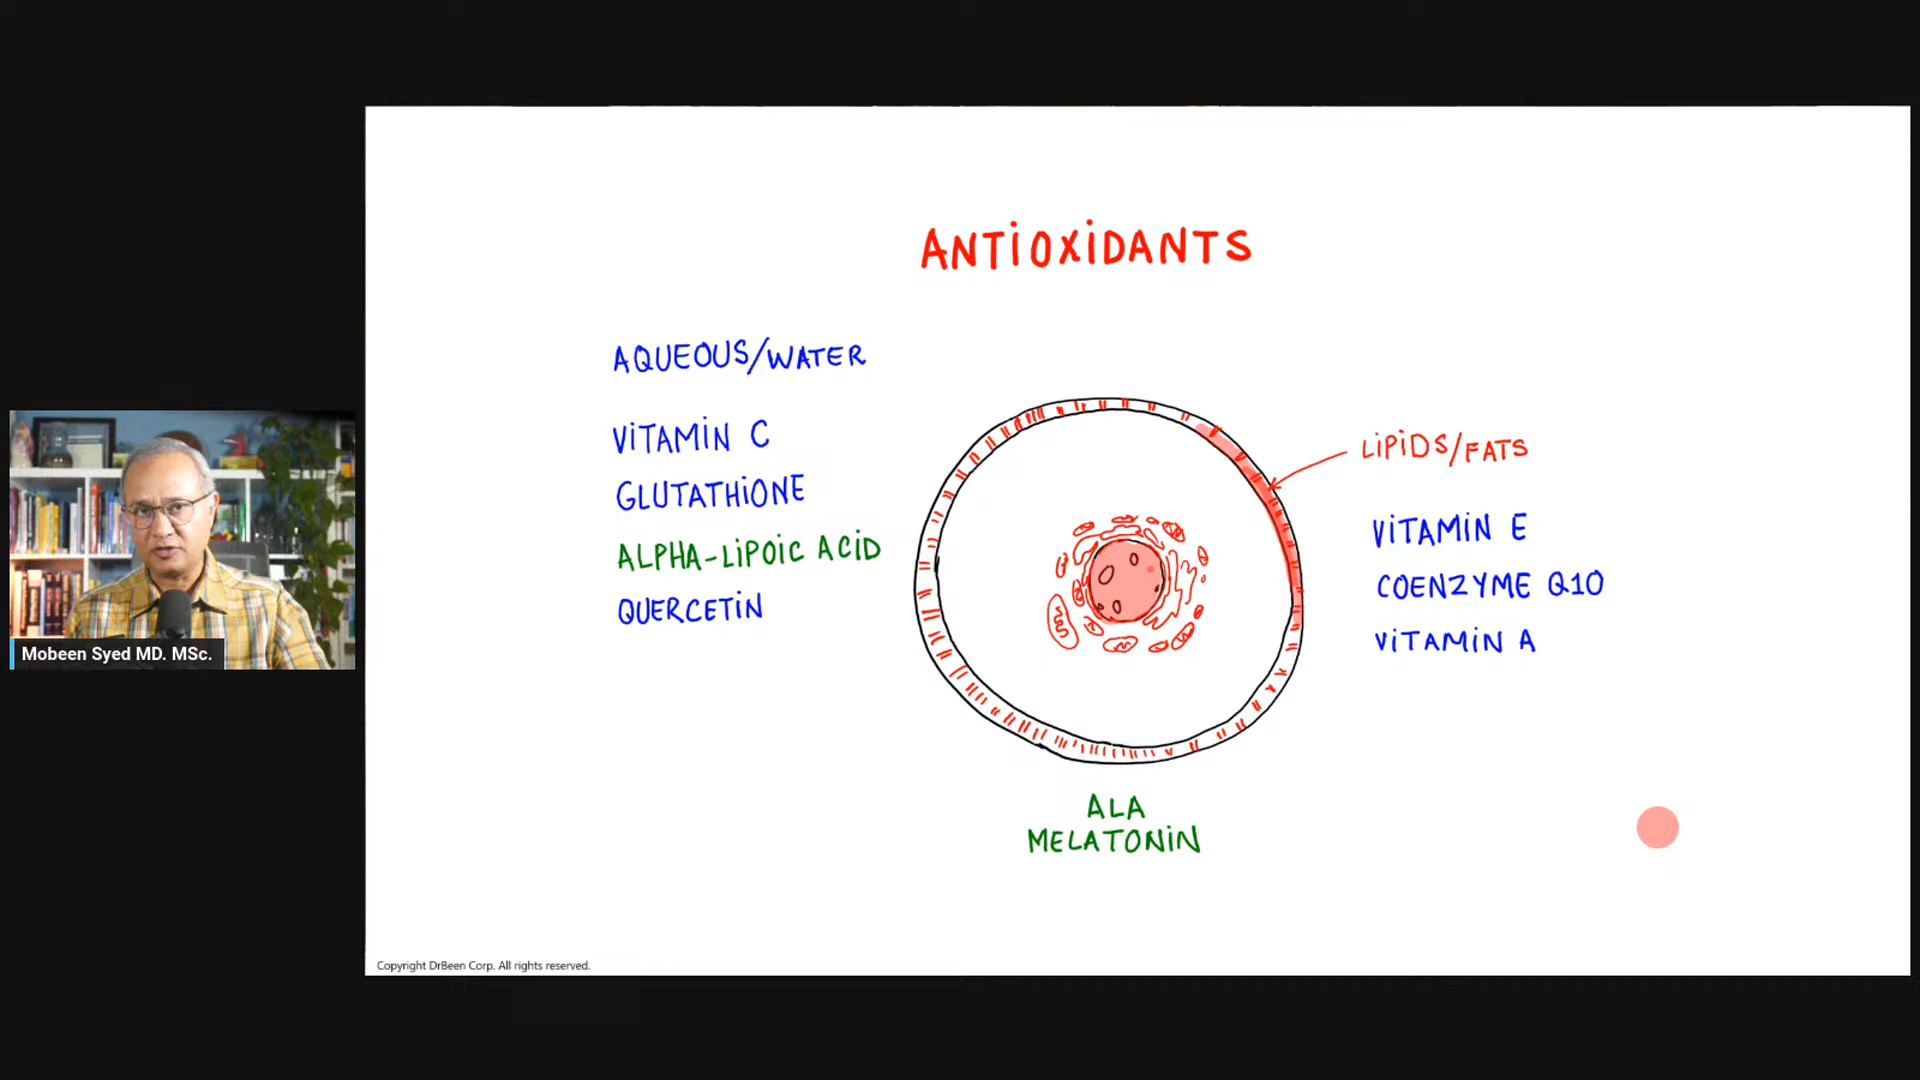 ANTIOXIDANTS
AQUEOUS/WATER
VITAMIN C
GLUTATHIONE
ALPHA-LIPOIC ACID
QUERCETIN
LIPIDS/FATS
VITAMIN E
COENZYME Q10
VITAMIN A
ALA
MELATONIN
Mobeen Syed MD. MSc.
Copyright DrBeen Corp. All rights reserved.